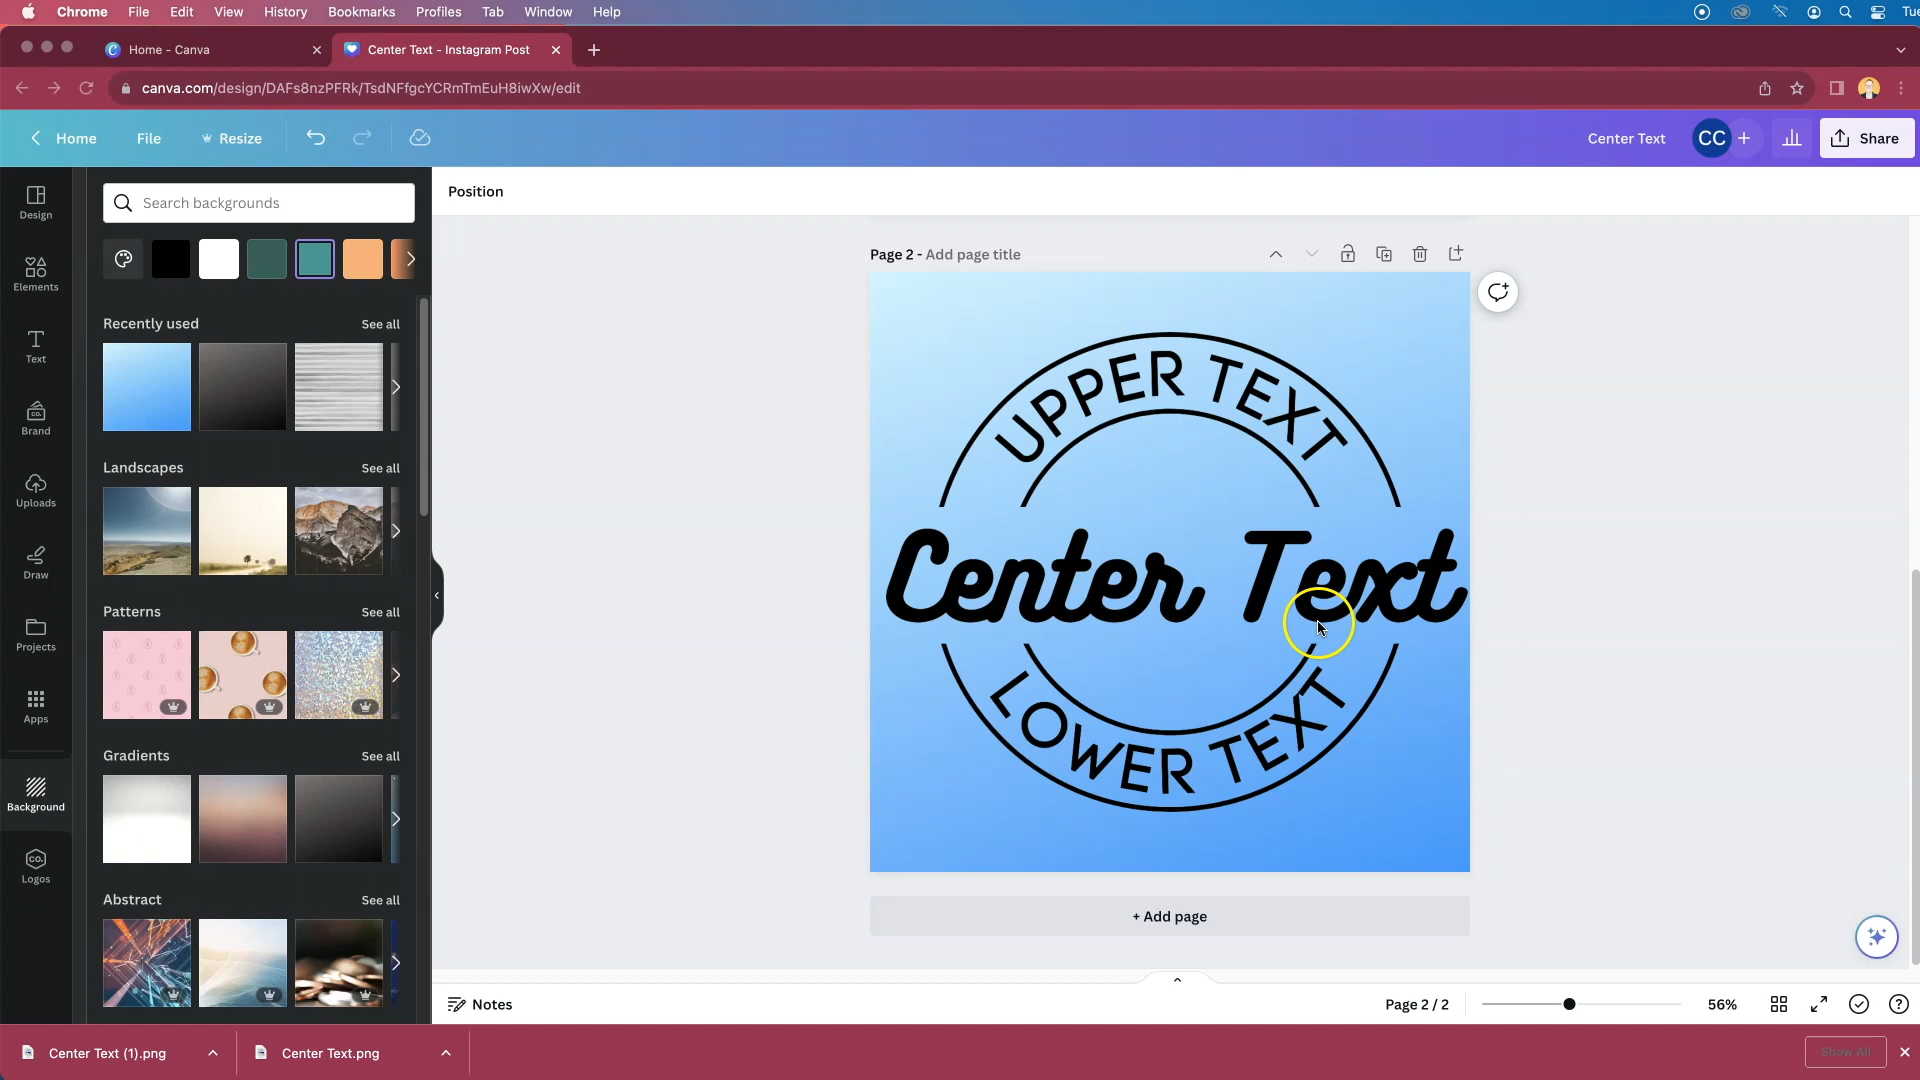 Chrome File Edit View History Bookmarks Profiles Tab Window Help
Home - Canva
Center Text - Instagram Post
canva.com/design/DAFs8nzPFRk/TsdNFfgcYCRmTmEuH8iwXw/edit
Home File Resize
Center Text CC + Share
Design
Elements
Text
Brand
Uploads
Draw
Projects
Apps
Background
CO.
Logos
Search backgrounds
Recently used See all
Landscapes See all
Patterns See all
Gradients See all
Abstract See all
Position
Page 2 - Add page title
UPPER TEXT
Center Text
LOWER TEXT
+ Add page
Notes
Page 2 / 2
56%
Center Text (1).png
Center Text.png
Show All